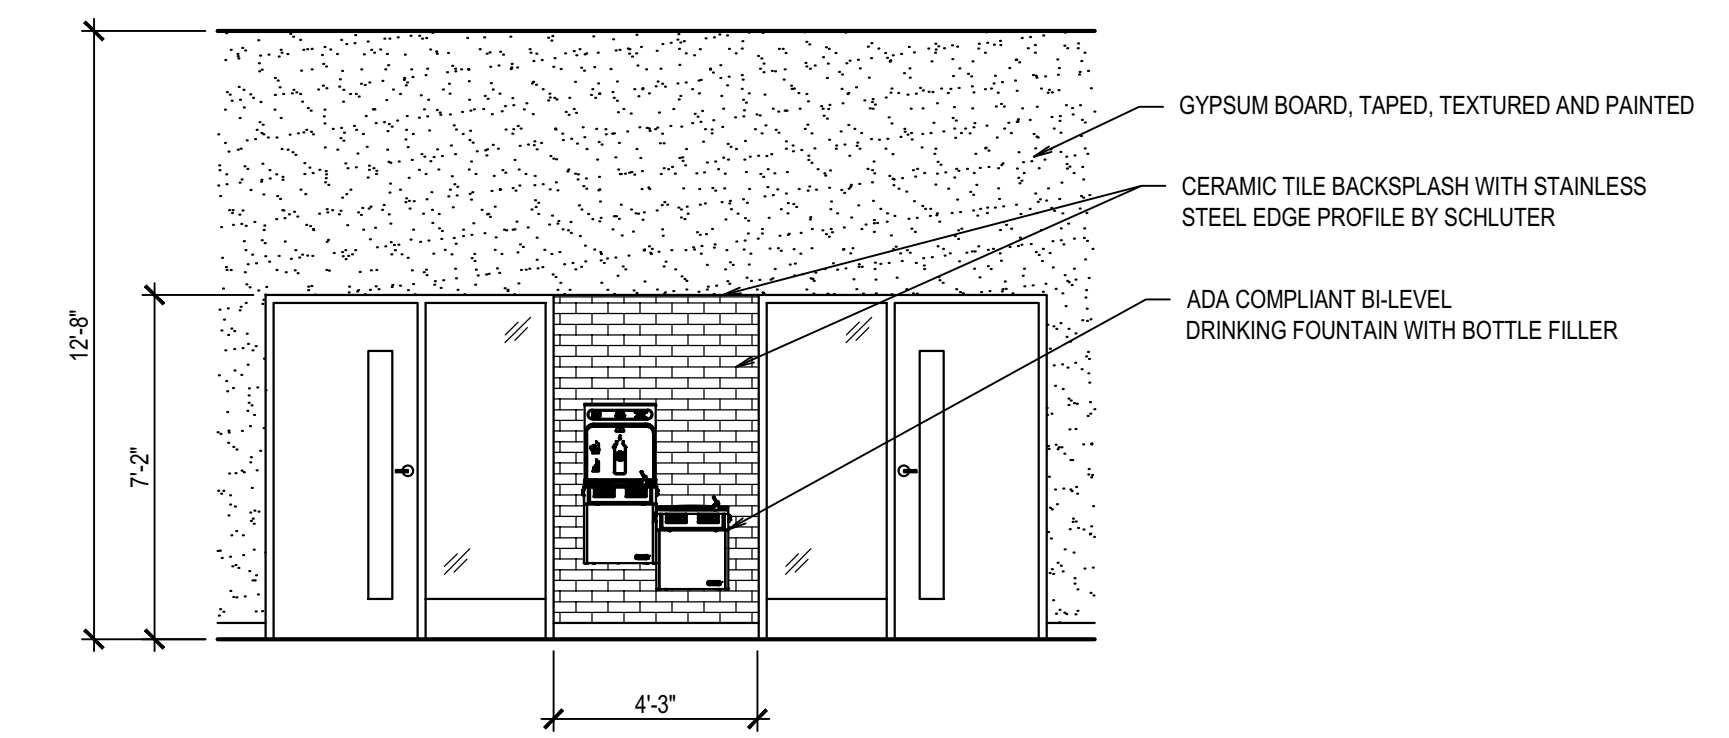 GYPSUM BOARD, TAPED, TEXTURED AND PAINTED
CERAMIC TILE BACKSPLASH WITH STAINLESS
STEEL EDGE PROFILE BY SCHLUTER
ADA COMPLIANT BI-LEVEL
DRINKING FOUNTAIN WITH BOTTLE FILLER
12'-8"
7'-2"
4'-3"